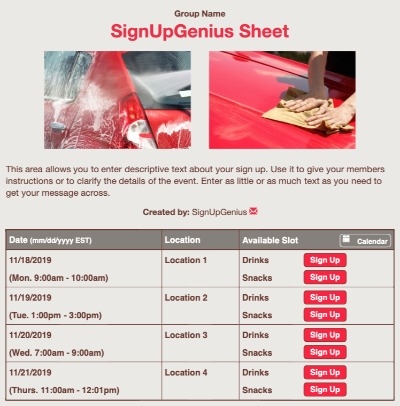 Group Name
SignUpGenius Sheet
This area allows you to enter descriptive text about your sign up. Use it to give your members
instructions or to clarify the details of the event. Enter as little or as much text as you need to
get your message across.
Created by: SignUpGenius
Date (mm/dd/yyyy EST) Location Available Slot Calendar
11/18/2019 Location 1 Drinks Sign Up
(Mon. 9:00am - 10:00am) Snacks Sign Up
11/19/2019 Location 2 Drinks Sign Up
(Tue. 1:00pm - 3:00pm) Snacks Sign Up
11/20/2019 Location 3 Drinks Sign Up
(Wed. 7:00am - 9:00am) Snacks Sign Up
11/21/2019 Location 4 Drinks Sign Up
(Thurs. 11:00am - 12:01pm) Snacks Sign Up